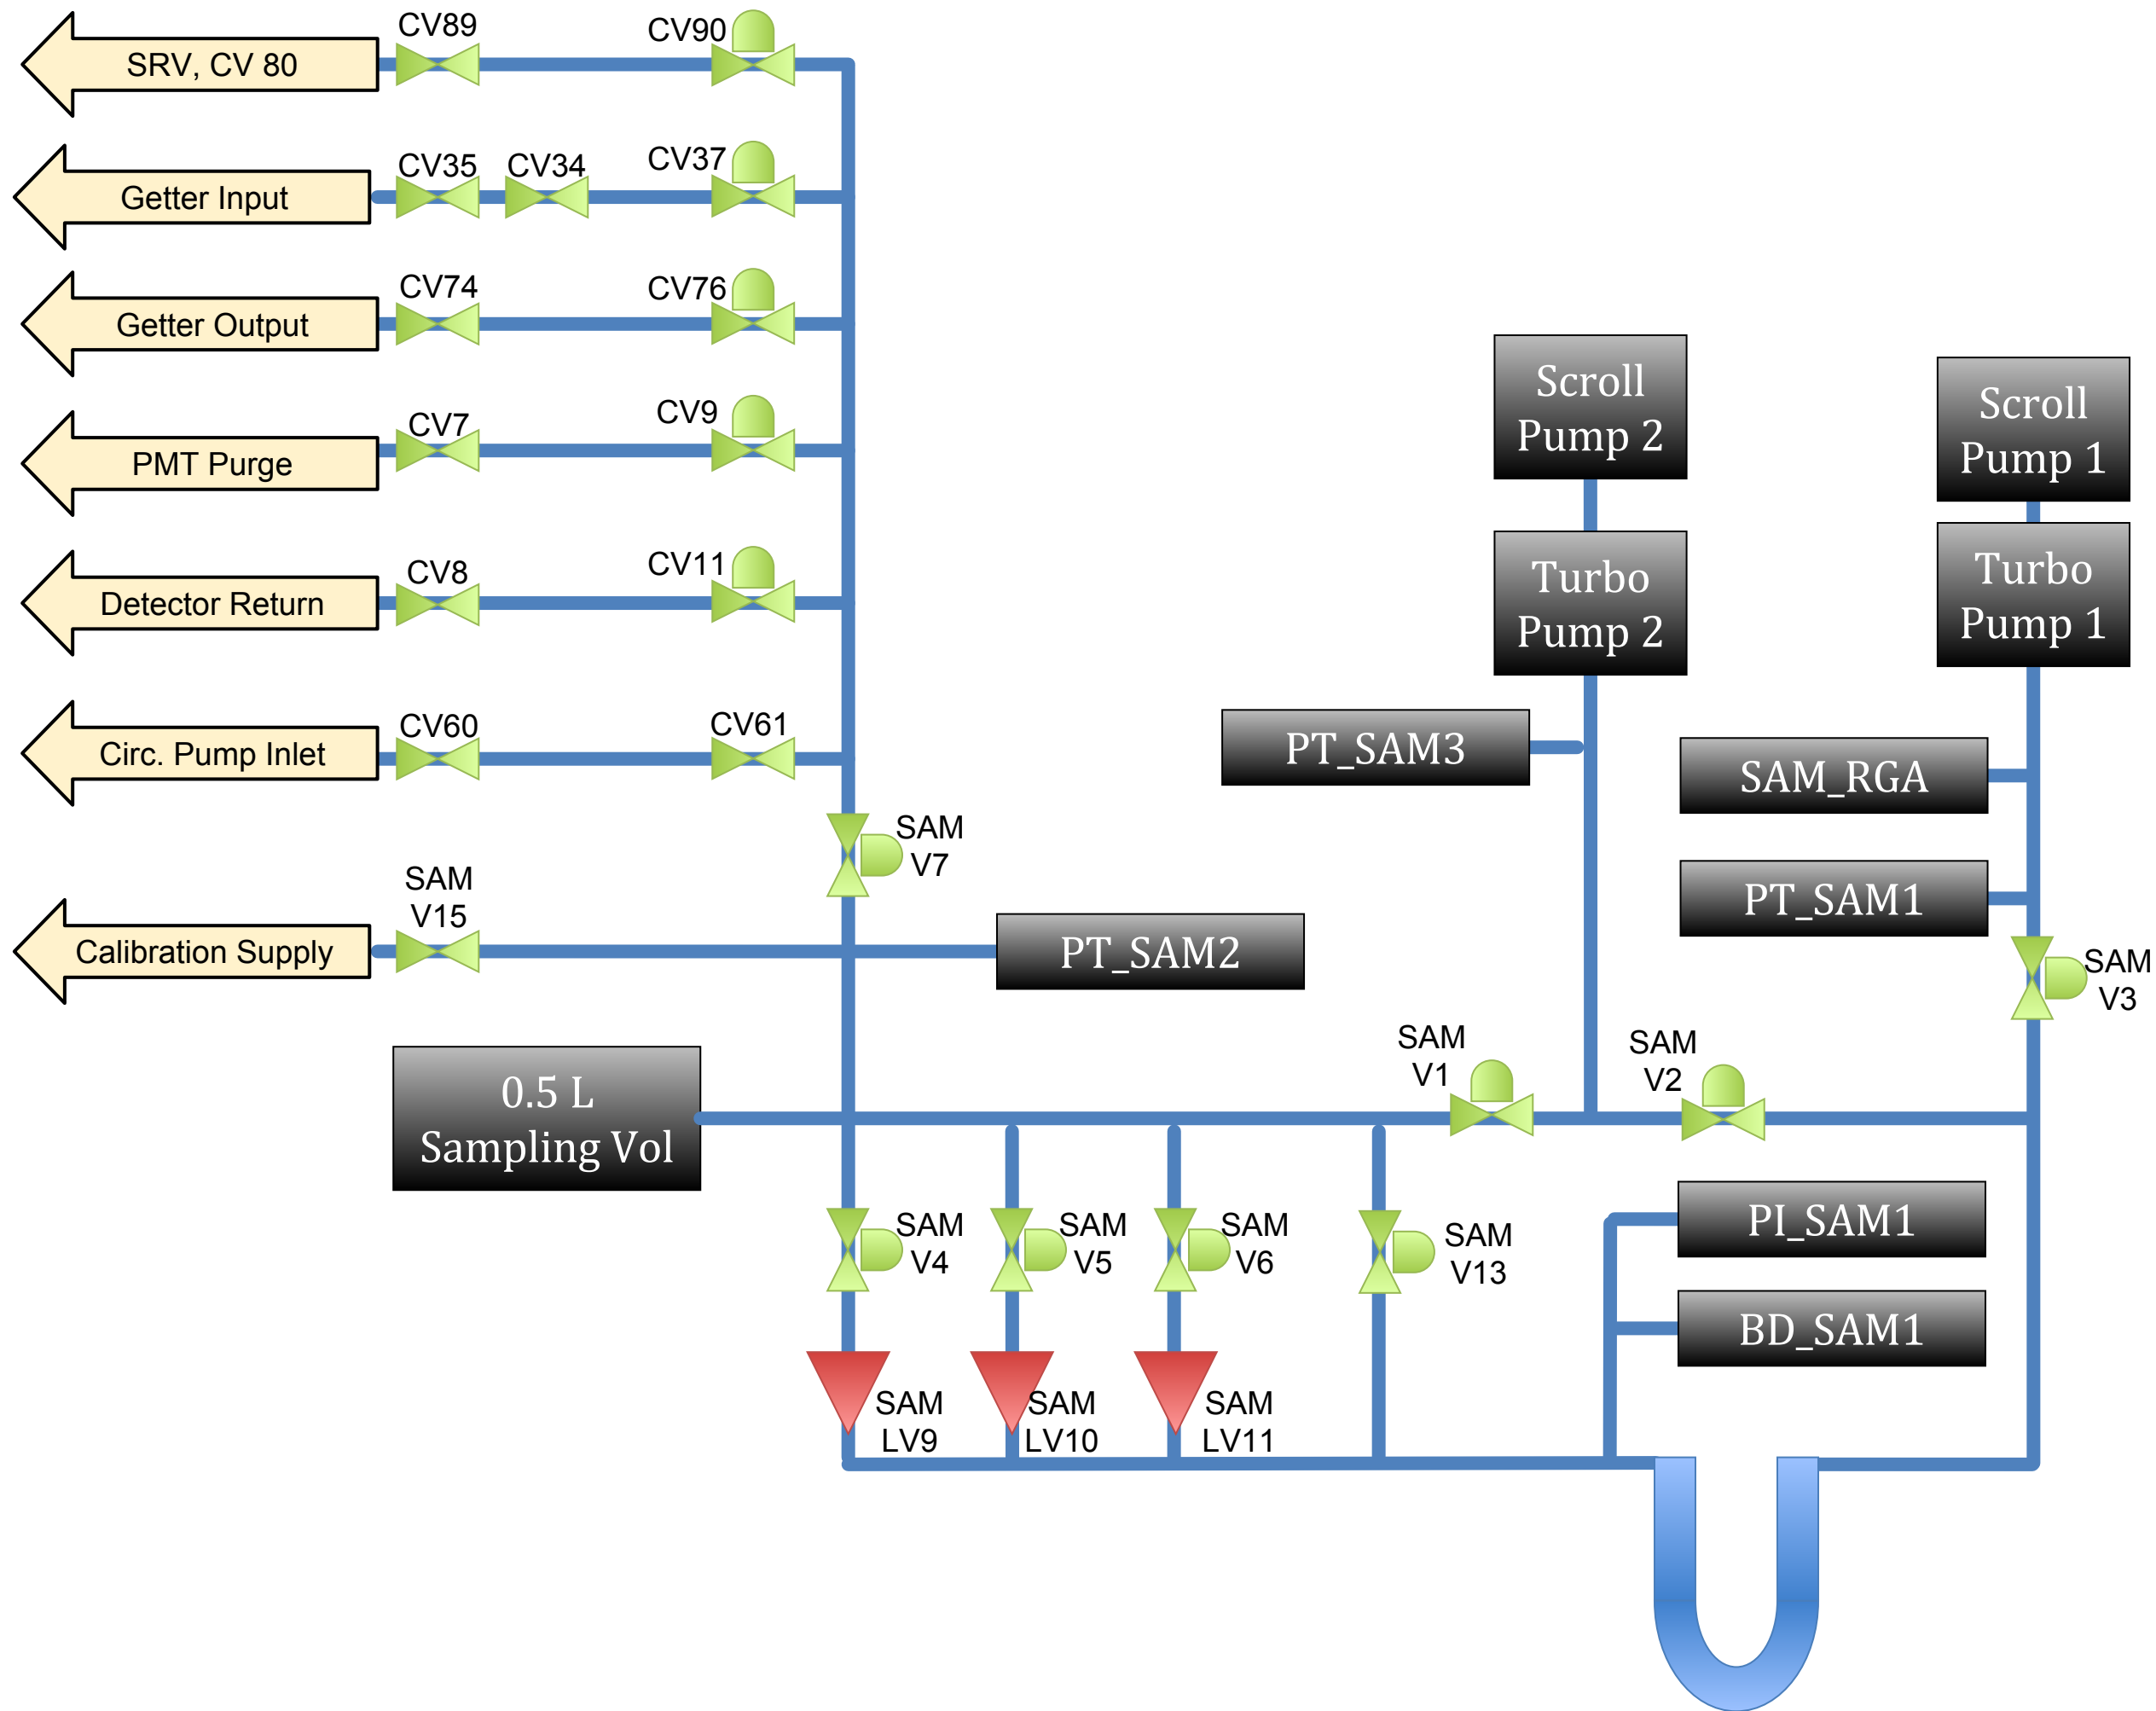 CV89
CV90
SRV, CV 80
CV35
CV34
CV37
Getter Input
CV74
CV76
Getter Output
CV7
CV9
PMT Purge
CV8
CV11
Detector Return
CV60
CV61
Circ. Pump Inlet
SAM
V7
SAM
V15
Calibration Supply
PT_SAM2
Scroll
Pump 2
Scroll
Pump 1
Turbo
Pump 2
Turbo
Pump 1
PT_SAM3
SAM_RGA
PT_SAM1
SAM
V3
0.5 L
Sampling Vol
SAM
V1
SAM
V2
SAM
V4
SAM
V5
SAM
V6
SAM
V13
PI_SAM1
BD_SAM1
SAM
LV9
SAM
LV10
SAM
LV11